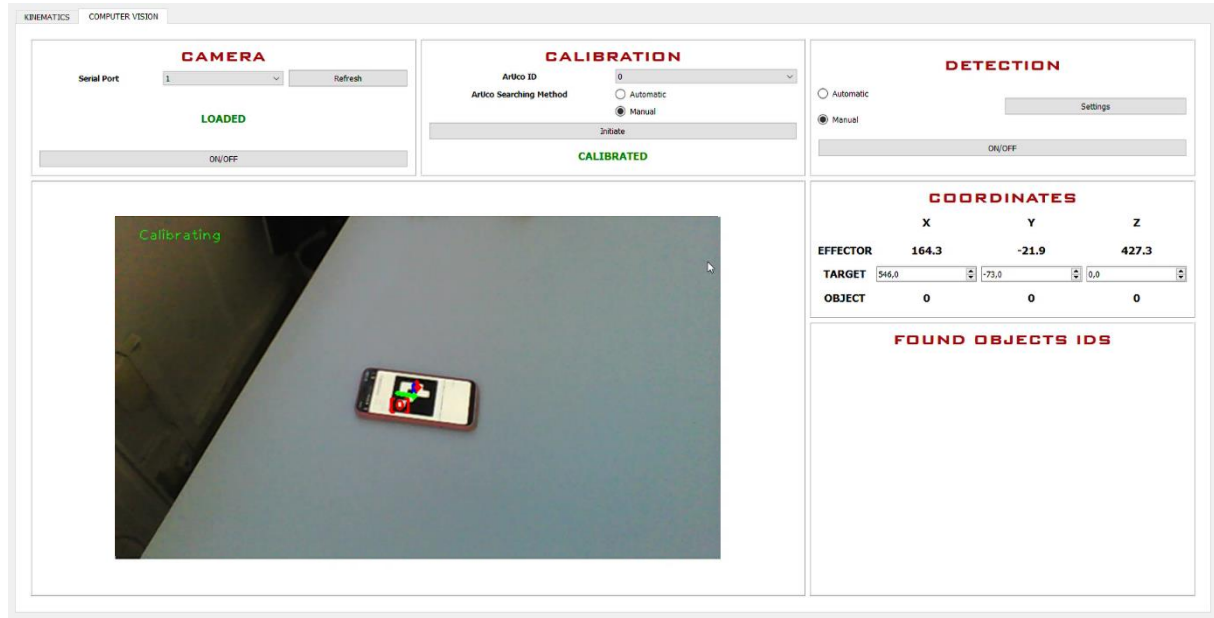 KINEMATICS COMPUTER VISION
CAMERA
Serial Port 1 Refresh
LOADED
ON/OFF
CALIBRATION
ArUco ID 0
ArUco Searching Method Automatic
Manual
Initiate
CALIBRATED
DETECTION
Automatic
Settings
Manual
ON/OFF
Calibrating
COORDINATES
X Y Z
EFFECTOR 164.3 -21.9 427.3
TARGET 546,0 -73,0 0,0
OBJECT 0 0 0
FOUND OBJECTS IDS